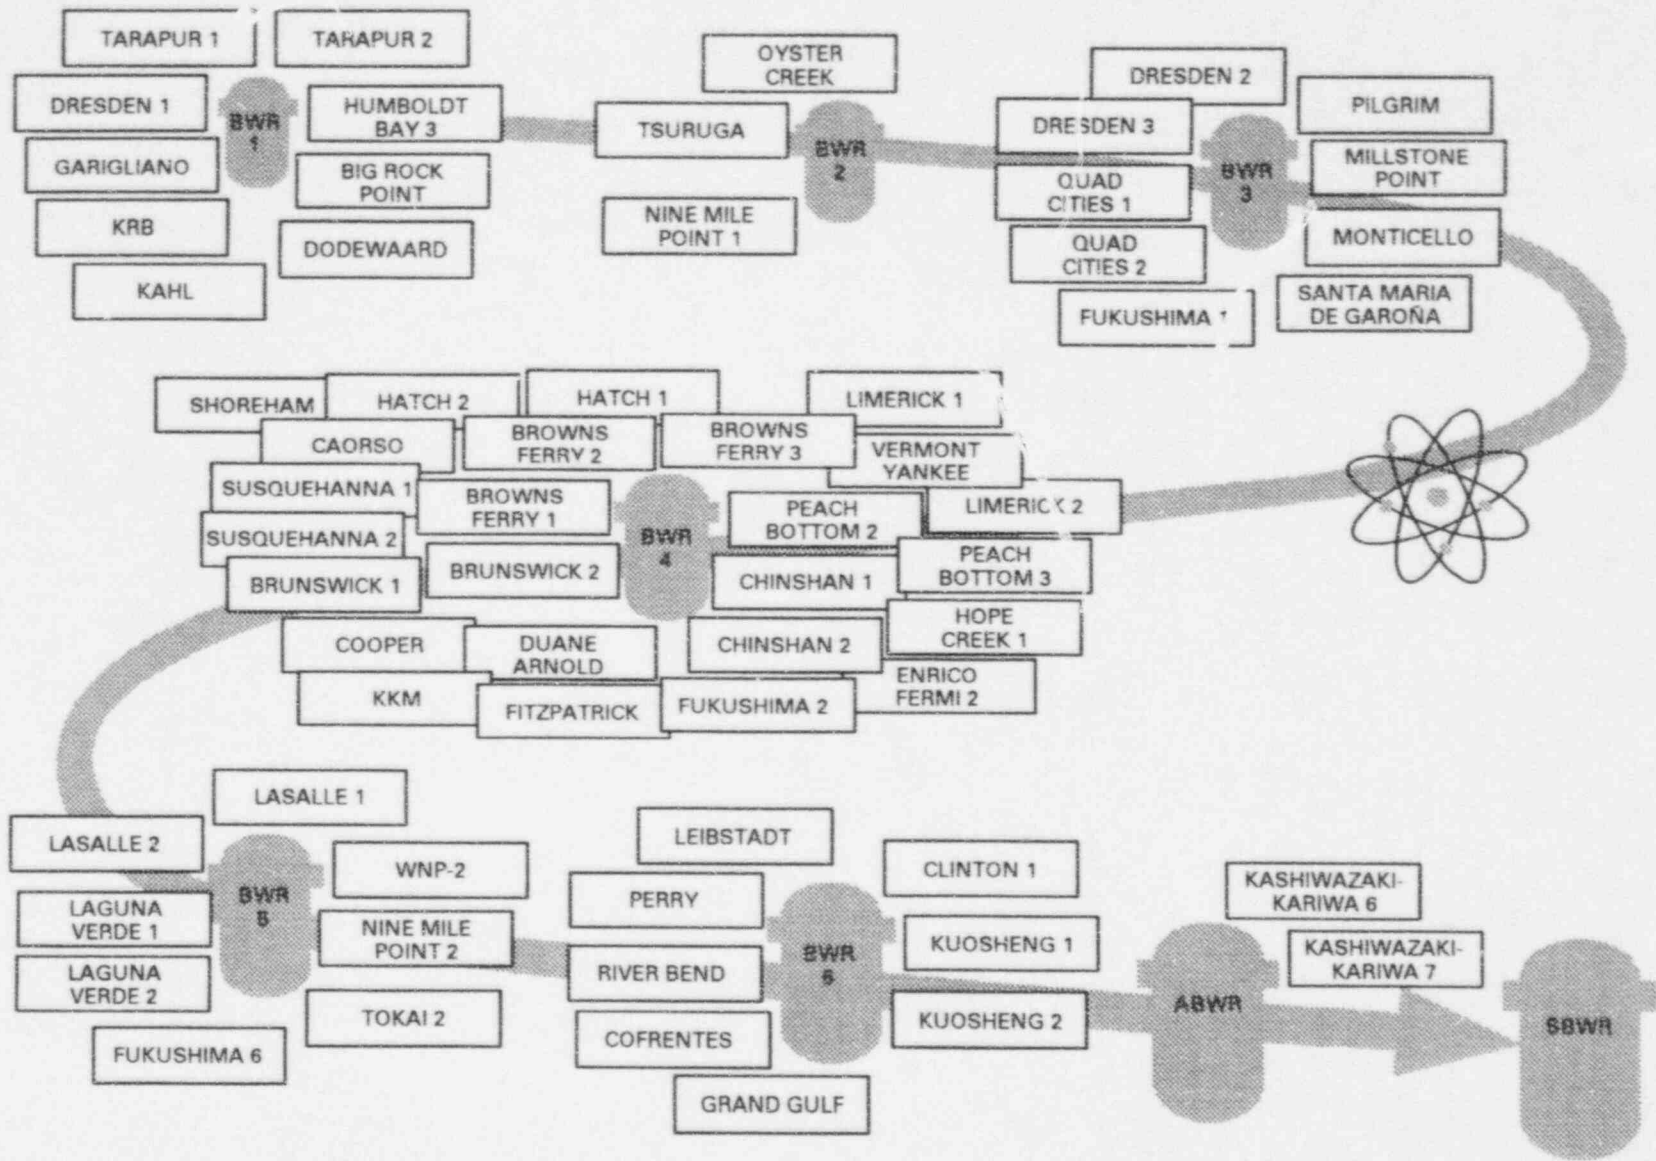 TARAPUR 1
TARAPUR 2
DRESDEN 1
BWR
1
HUMBOLDT
BAY 3
GARIGLIANO
BIG ROCK
POINT
KRB
DODEWAARD
KAHL
OYSTER
CREEK
TSURUGA
BWR
2
NINE MILE
POINT 1
DRESDEN 2
DRESDEN 3
PILGRIM
BWR
3
QUAD
CITIES 1
MILLSTONE
POINT
QUAD
CITIES 2
MONTICELLO
FUKUSHIMA 1
SANTA MARIA
DE GAROÑA
SHOREHAM
HATCH 2
HATCH 1
LIMERICK 1
CAORSO
BROWNS
FERRY 2
BROWNS
FERRY 3
VERMONT
YANKEE
SUSQUEHANNA 1
BROWNS
FERRY 1
PEACH
BOTTOM 2
LIMERICK 2
SUSQUEHANNA 2
BWR
4
BRUNSWICK 1
BRUNSWICK 2
CHINSHAN 1
PEACH
BOTTOM 3
COOPER
DUANE
ARNOLD
CHINSHAN 2
HOPE
CREEK 1
KKM
FITZPATRICK
FUKUSHIMA 2
ENRICO
FERMI 2
LASALLE 1
LASALLE 2
BWR
5
WNP-2
LAGUNA
VERDE 1
NINE MILE
POINT 2
LAGUNA
VERDE 2
TOKAI 2
FUKUSHIMA 6
LEIBSTADT
PERRY
CLINTON 1
BWR
6
RIVER BEND
KUOSHENG 1
COFRENTES
KUOSHENG 2
GRAND GULF
KASHIWAZAKI-
KARIWA 6
KASHIWAZAKI-
KARIWA 7
ABWR
SBWR